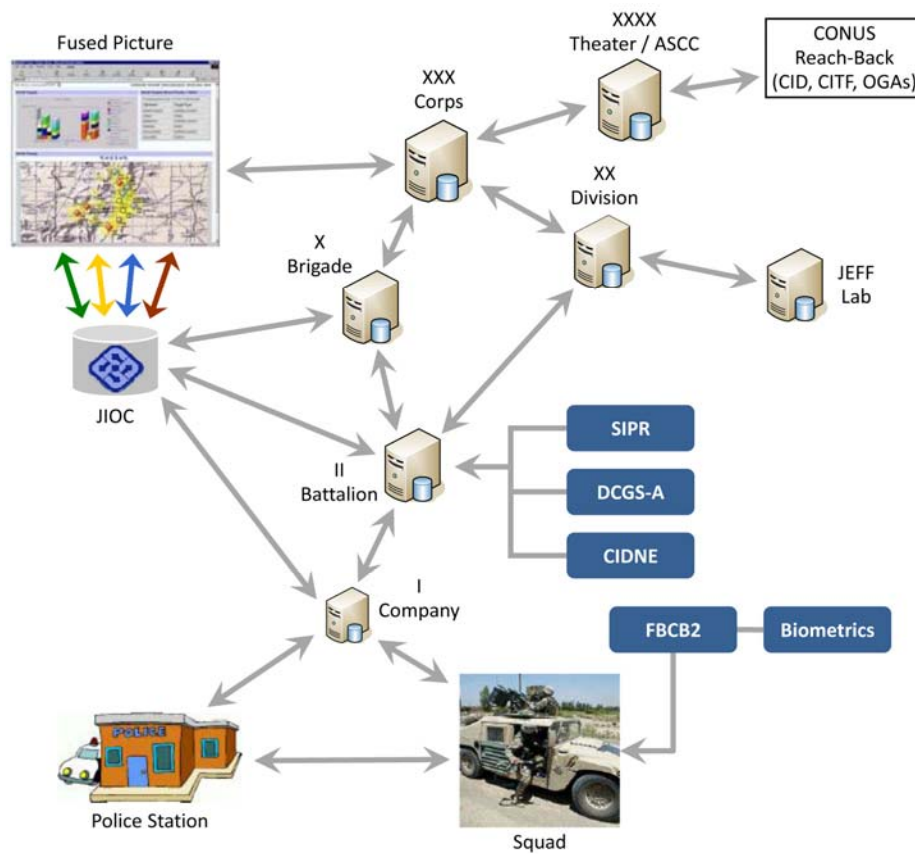 Fused Picture
XXXX
Theater / ASCC
CONUS
Reach-Back
(CID, CITF, OGAs)
XXX
Corps
XX
Division
X
Brigade
JEFF
Lab
JIOC
II
Battalion
SIPR
DCGS-A
CIDNE
I
Company
FBCB2
Biometrics
POLICE
Police Station
Squad